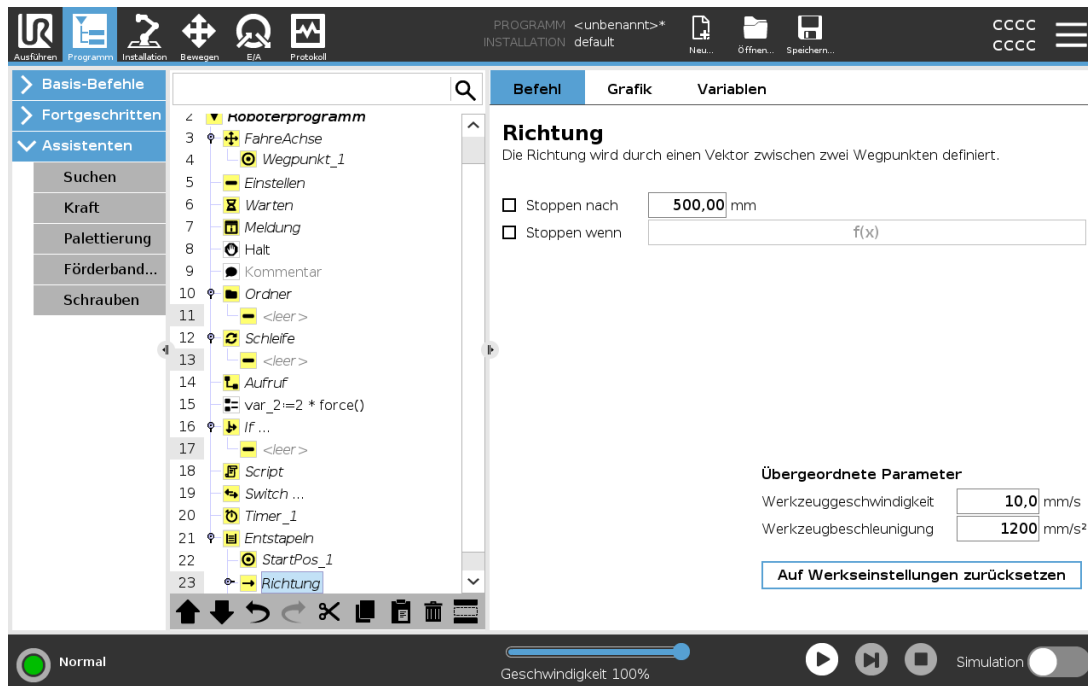 UR
Ausführen Programm Installation Bewegen E/A Protokoll
PROGRAMM <unbenannt>*
INSTALLATION default
Neu... Öffnen... Speichern...
CCCC
CCCC
Basis-Befehle
Fortgeschritten
Assistenten
Suchen
Kraft
Palettierung
Förderband...
Schrauben
2 Roboterprogramm
3 FahreAchse
4 Wegpunkt_1
5 Einstellen
6 Warten
7 Meldung
8 Halt
9 Kommentar
10 Ordner
11 <leer>
12 Schleife
13 <leer>
14 Aufruf
15 var_2:=2 * force()
16 If ...
17 <leer>
18 Script
19 Switch ...
20 Timer_1
21 Entstapeln
22 StartPos_1
23 Richtung
Befehl Grafik Variablen
Richtung
Die Richtung wird durch einen Vektor zwischen zwei Wegpunkten definiert.
Stoppen nach 500,00 mm
Stoppen wenn f(x)
Übergeordnete Parameter
Werkzeuggeschwindigkeit 10,0 mm/s
Werkzeugbeschleunigung 1200 mm/s²
Auf Werkseinstellungen zurücksetzen
Normal
Geschwindigkeit 100%
Simulation